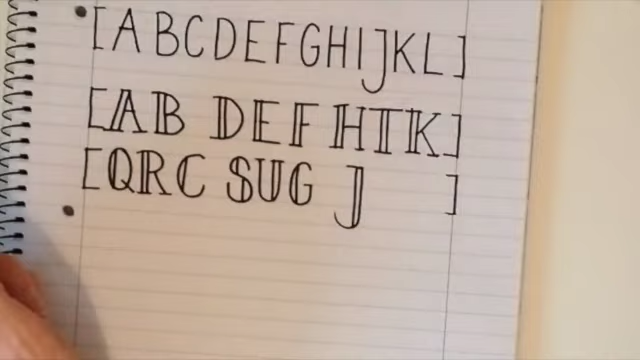 [ABCDEFGHIJKL]
[AB DEF HIK]
[QRC SUG J ]